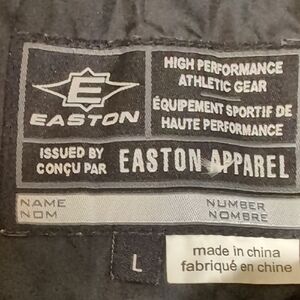 E
EASTON
HIGH PERFORMANCE
ATHLETIC GEAR
ÉQUIPEMENT SPORTIF DE
HAUTE PERFORMANCE
ISSUED BY
CONÇU PAR
EASTON APPAREL
NAME
NOM
NUMBER
NOMBRE
L
made in china
fabriqué en chine